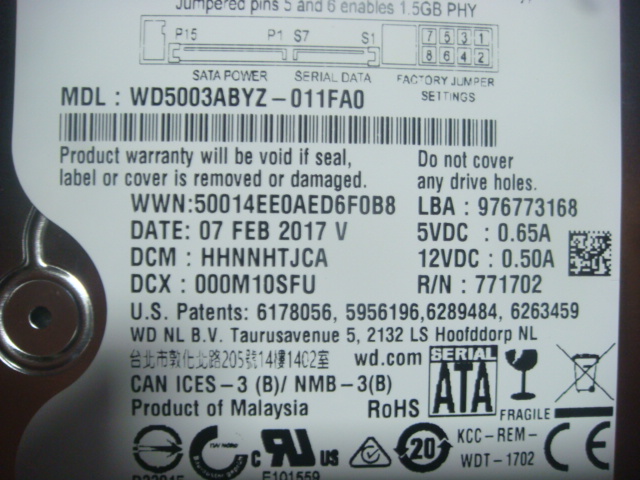 Jumpered pins 5 and 6 enables 1.5GB PHY
P15 P1 S7 S1 7 5 3 1
8 6 4 2
SATA POWER SERIAL DATA FACTORY JUMPER SETTINGS
MDL : WD5003ABYZ-011FA0
Product warranty will be void if seal,
label or cover is removed or damaged.
Do not cover
any drive holes.
WWN:50014EE0AED6F0B8 LBA : 976773168
DATE: 07 FEB 2017 V 5VDC : 0.65A
DCM : HHNNHTJCA 12VDC : 0.50A
DCX : 000M10SFU R/N : 771702
U.S. Patents: 6178056, 5956196,6289484, 6263459
WD NL B.V. Taurusavenue 5, 2132 LS Hoofddorp NL
台北市敦化北路205號14樓1402室 wd.com SERIAL
CAN ICES-3 (B)/ NMB-3(B) ATA
Product of Malaysia RoHS FRAGILE
C US 20 KCC-REM-
WDT-1702 CE
E101559